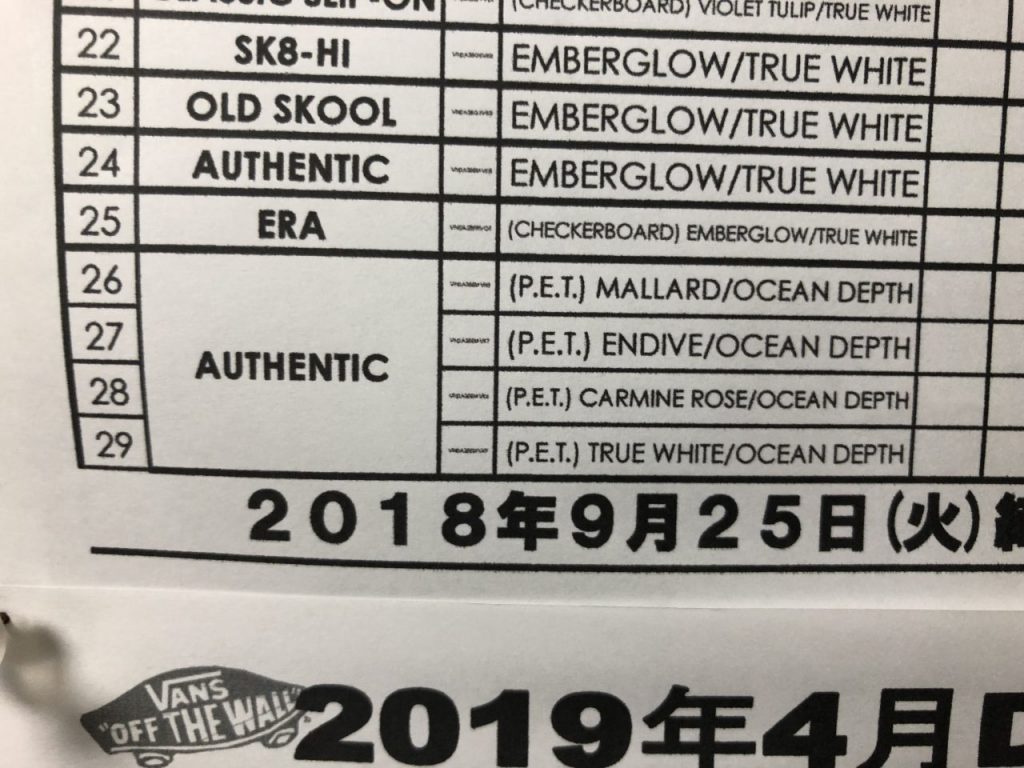 CLASSIC SLIP-ON (CHECKERBOARD) VIOLET TULIP/TRUE WHITE
22 SK8-HI EMBERGLOW/TRUE WHITE
23 OLD SKOOL EMBERGLOW/TRUE WHITE
24 AUTHENTIC EMBERGLOW/TRUE WHITE
25 ERA (CHECKERBOARD) EMBERGLOW/TRUE WHITE
26 (P.E.T.) MALLARD/OCEAN DEPTH
27 (P.E.T.) ENDIVE/OCEAN DEPTH
AUTHENTIC
28 (P.E.T.) CARMINE ROSE/OCEAN DEPTH
29 (P.E.T.) TRUE WHITE/OCEAN DEPTH
2018年9月25日(火)
VANS
"OFF THE WALL"
2019年4月